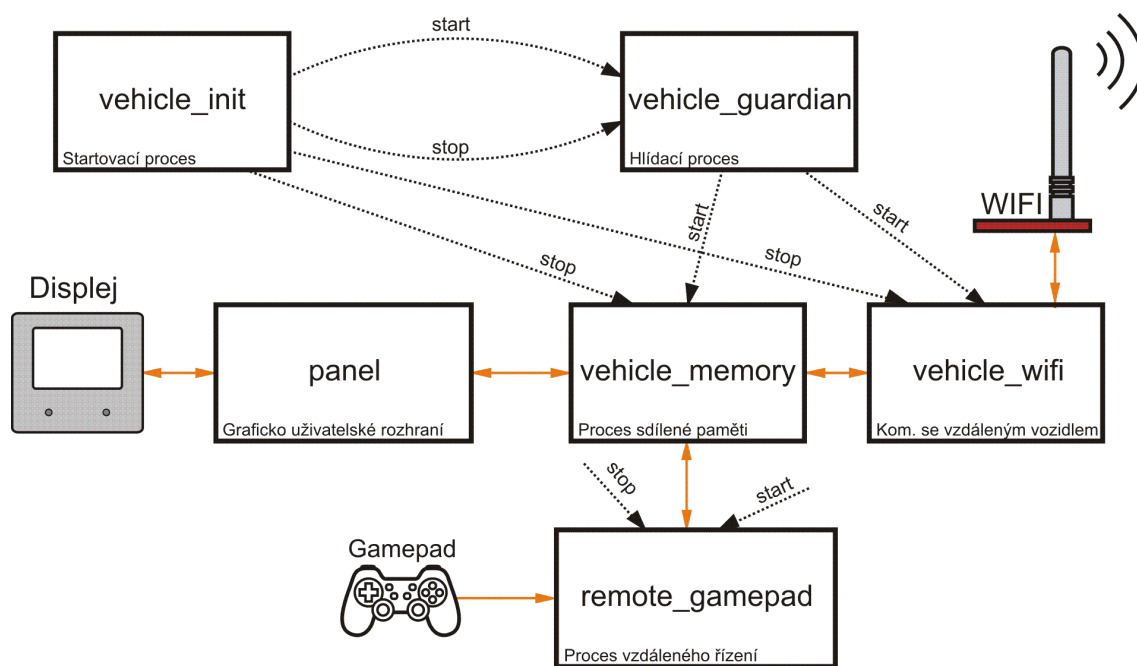 start
vehicle_init
Startovací proces
vehicle_guardian
Hlídací proces
stop
WIFI
start
start
stop
stop
Displej
panel
Graficko uživatelské rozhraní
vehicle_memory
Proces sdílené paměti
vehicle_wifi
Kom. se vzdáleným vozidlem
stop
start
Gamepad
remote_gamepad
Proces vzdáleného řízení